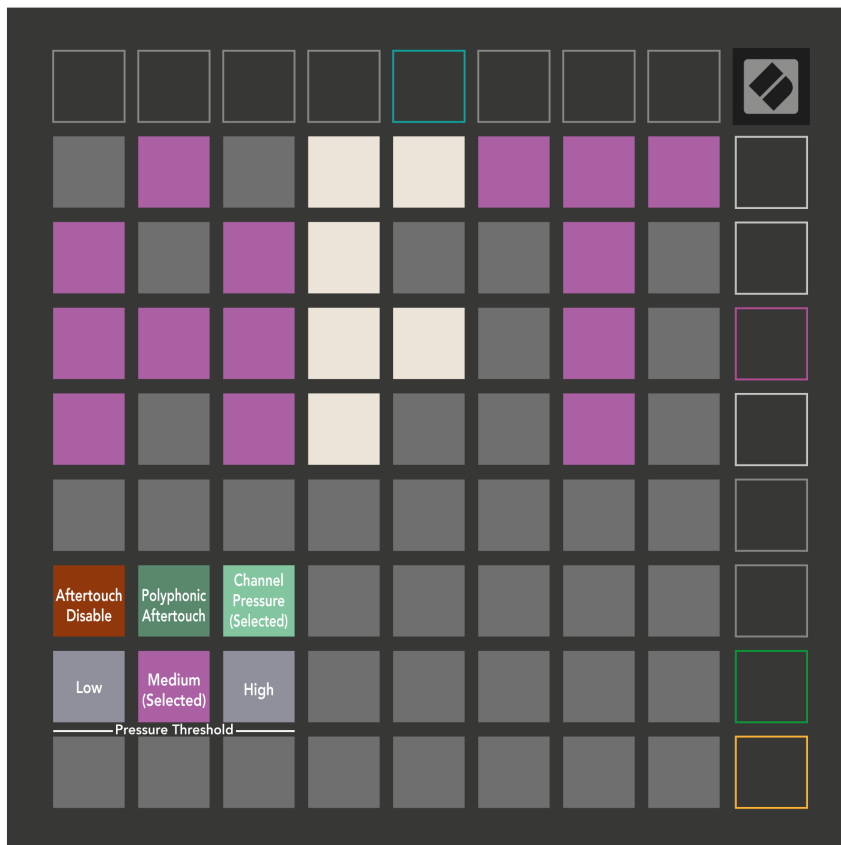 Aftertouch
Disable
Polyphonic
Aftertouch
Channel
Pressure
(Selected)
Low
Medium
(Selected)
High
Pressure Threshold